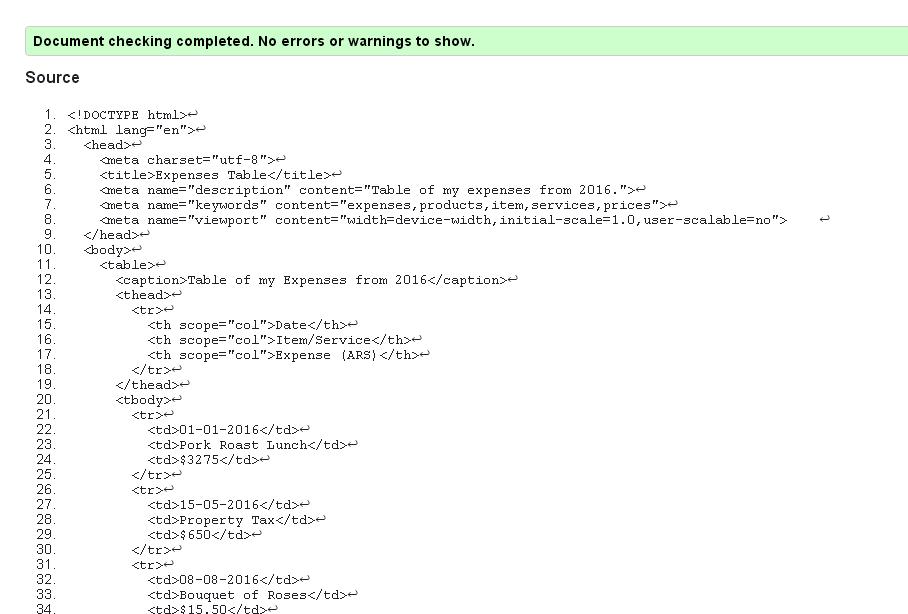 Document checking completed. No errors or warnings to show.
Source
1. <!DOCTYPE html>↩
2. <html lang="en">↩
3. <head>↩
4. <meta charset="utf-8">↩
5. <title>Expenses Table</title>↩
6. <meta name="description" content="Table of my expenses from 2016.">↩
7. <meta name="keywords" content="expenses,products,item,services,prices">↩
8. <meta name="viewport" content="width=device-width,initial-scale=1.0,user-scalable=no"> ↩
9. </head>↩
10. <body>↩
11. <table>↩
12. <caption>Table of my Expenses from 2016</caption>↩
13. <thead>↩
14. <tr>↩
15. <th scope="col">Date</th>↩
16. <th scope="col">Item/Service</th>↩
17. <th scope="col">Expense (ARS)</th>↩
18. </tr>↩
19. </thead>↩
20. <tbody>↩
21. <tr>↩
22. <td>01-01-2016</td>↩
23. <td>Pork Roast Lunch</td>↩
24. <td>$3275</td>↩
25. </tr>↩
26. <tr>↩
27. <td>15-05-2016</td>↩
28. <td>Property Tax</td>↩
29. <td>$650</td>↩
30. </tr>↩
31. <tr>↩
32. <td>08-08-2016</td>↩
33. <td>Bouquet of Roses</td>↩
34. <td>$15.50</td>↩